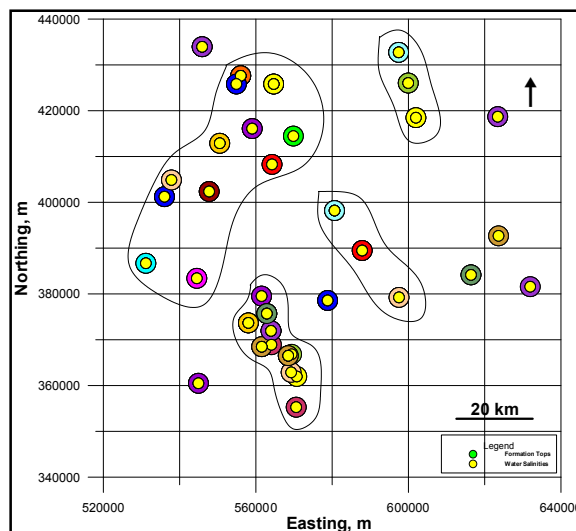 440000
420000
400000
380000
360000
340000
Northing, m
20 km
Legend
Formation Tops
Water Salinities
520000 560000 600000 640000
Easting, m